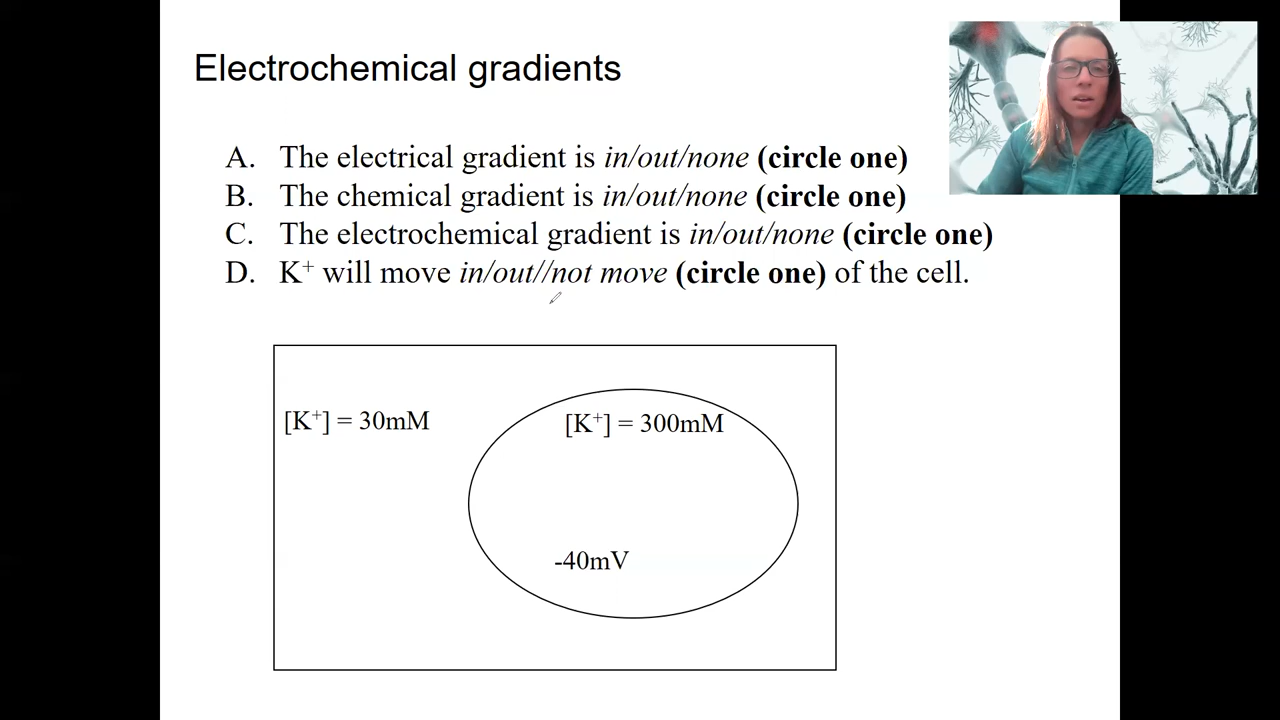 Electrochemical gradients
A. The electrical gradient is in/out/none (circle one)
B. The chemical gradient is in/out/none (circle one)
C. The electrochemical gradient is in/out/none (circle one)
D. K⁺ will move in/out//not move (circle one) of the cell.
[K⁺] = 30mM
[K⁺] = 300mM
-40mV